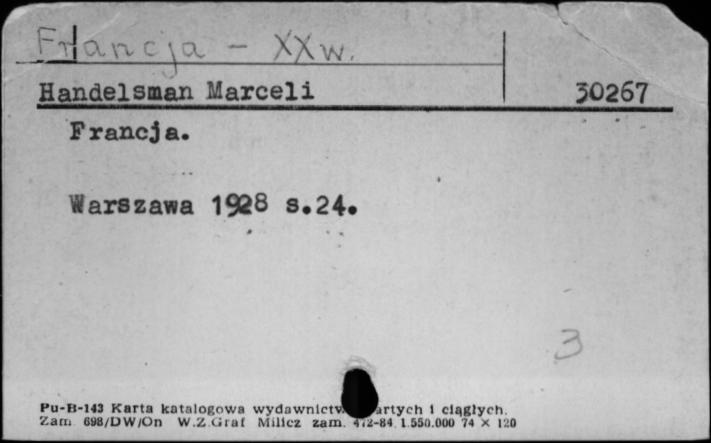 Francja - XX w.
Handelsman Marceli 30267
Francja.
Warszawa 1928 s.24.
3
Pu-B-143 Karta katalogowa wydawnictw artych i ciągłych.
Zam. 698/DW/On W.Z.Graf Milicz zam. 472-84 1.550.000 74 × 120